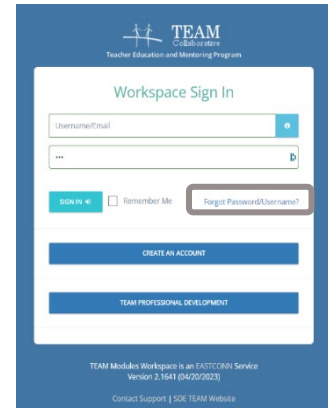 TEAM
Collaborative
Teacher Education and Mentoring Program
Workspace Sign In
Username/Email
•••
SIGN IN
Remember Me
Forgot Password/Username?
CREATE AN ACCOUNT
TEAM PROFESSIONAL DEVELOPMENT
TEAM Modules Workspace is an EASTCONN Service
Version 2.1641 (04/20/2023)
Contact Support | SDE TEAM Website